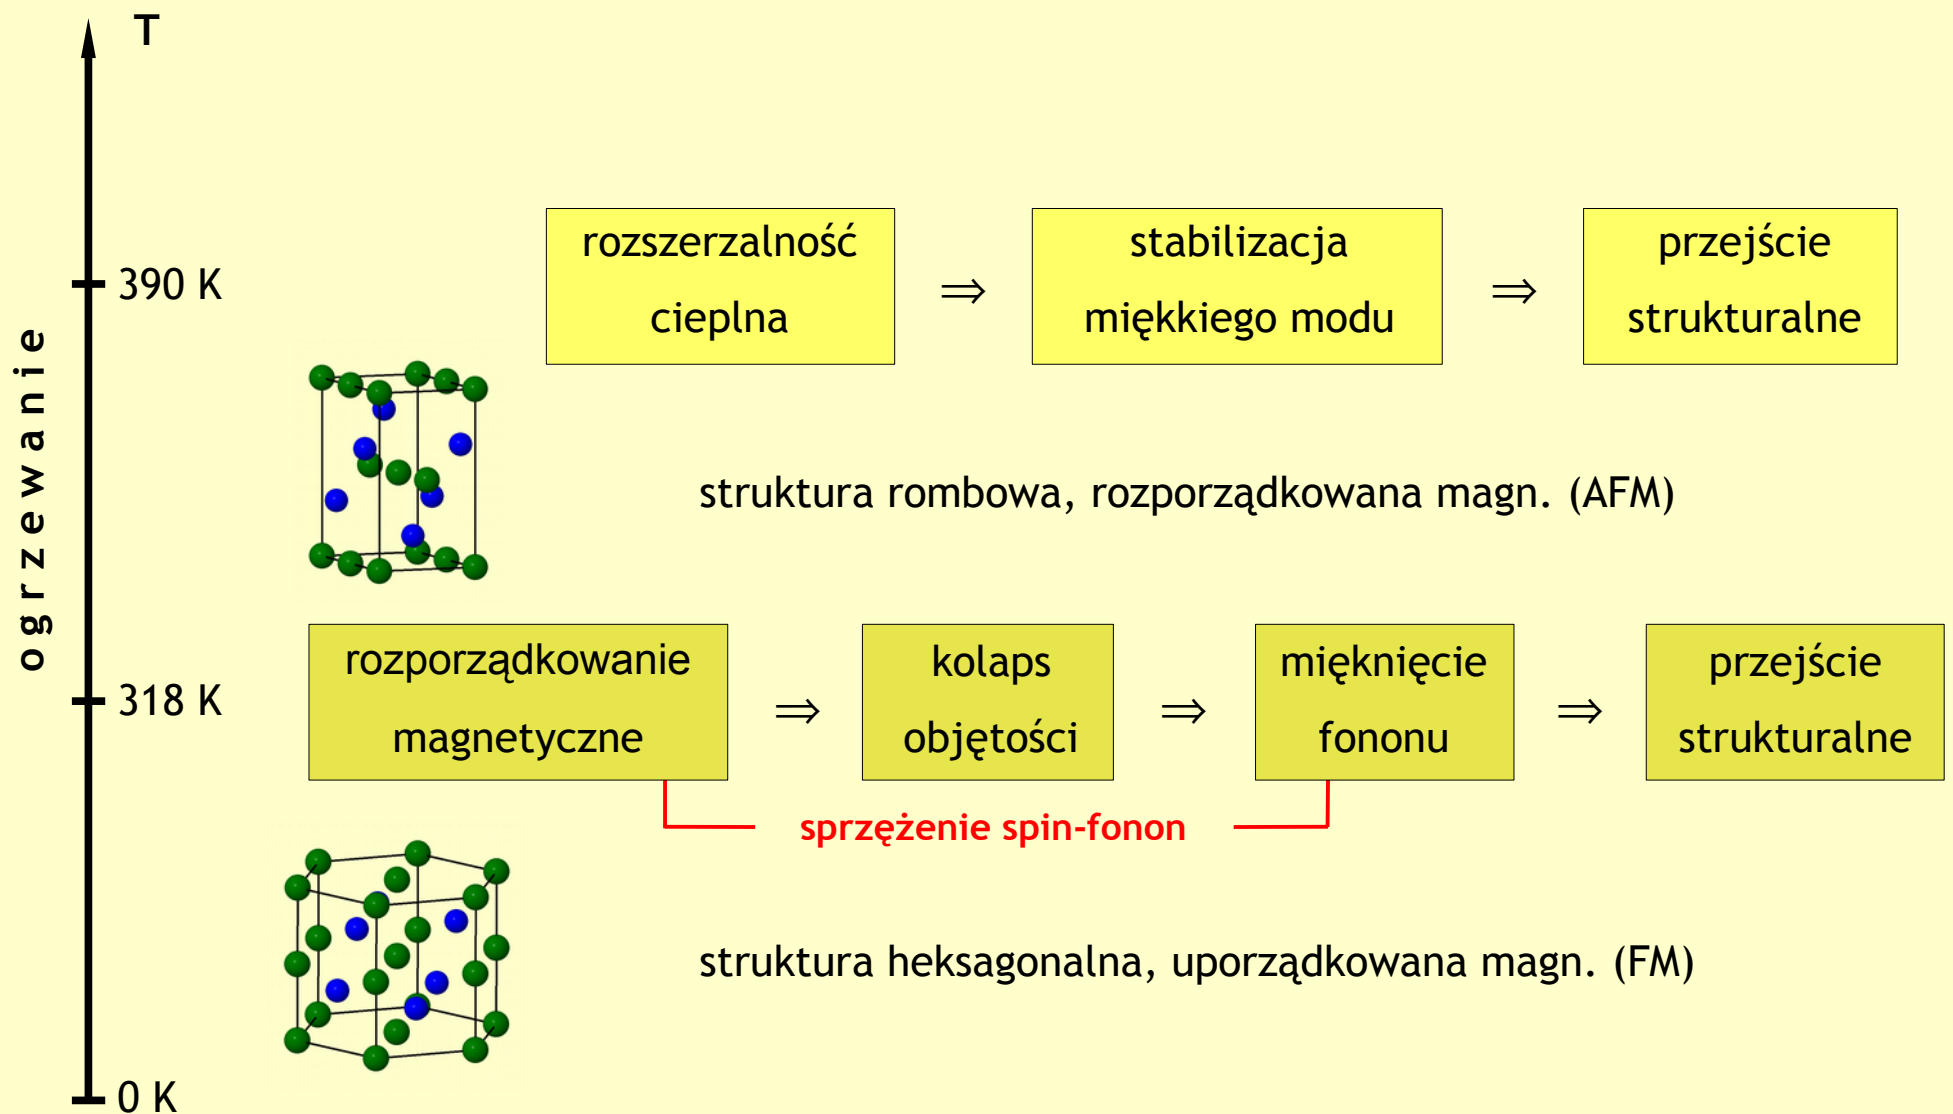 T
rozszerzalność
cieplna
⇒
stabilizacja
miękkiego modu
⇒
przejście
strukturalne
390 K
ogrzewanie
struktura rombowa, rozporządkowana magn. (AFM)
rozporządkowanie
magnetyczne
⇒
kolaps
objętości
⇒
mięknięcie
fononu
⇒
przejście
strukturalne
318 K
sprzężenie spin-fonon
struktura heksagonalna, uporządkowana magn. (FM)
0 K